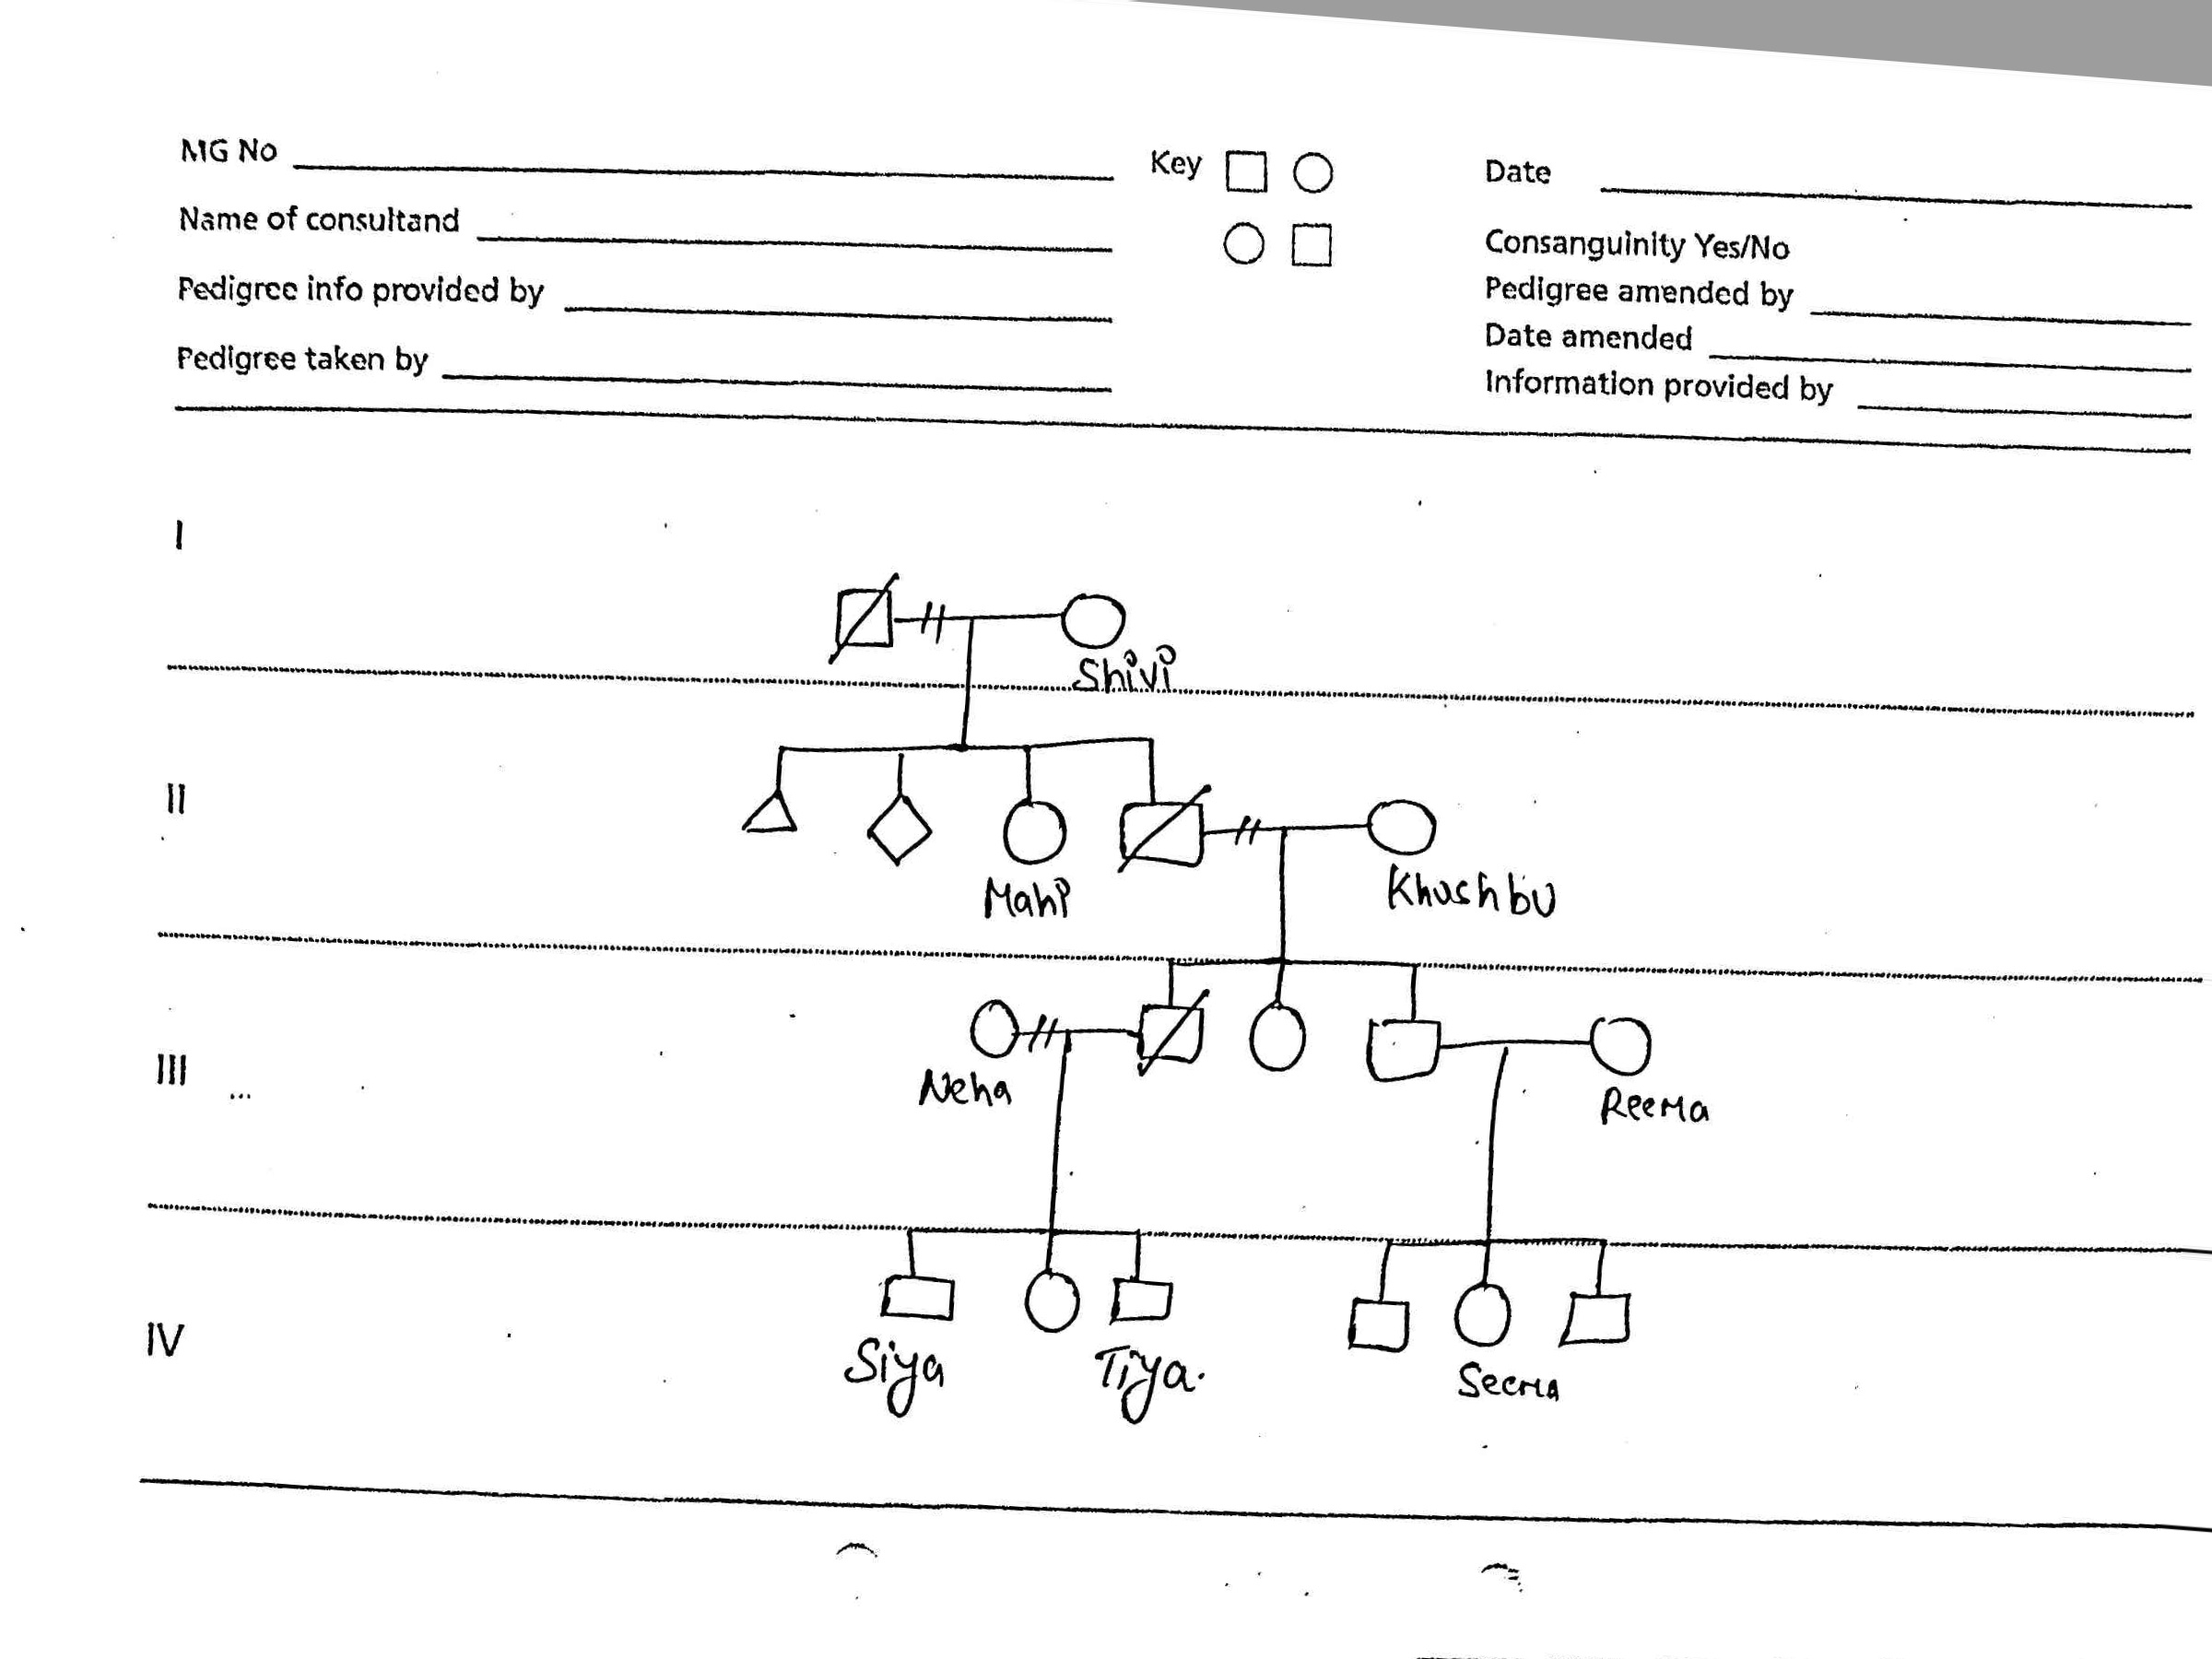 MG No
Key
Date
Name of consultand
Consanguinity Yes/No
Pedigree info provided by
Pedigree amended by
Date amended
Pedigree taken by
Information provided by
I
Shivi
II
Mahi
Khushbu
III ...
Neha
Reema
IV
Siya
Tiya.
Seema